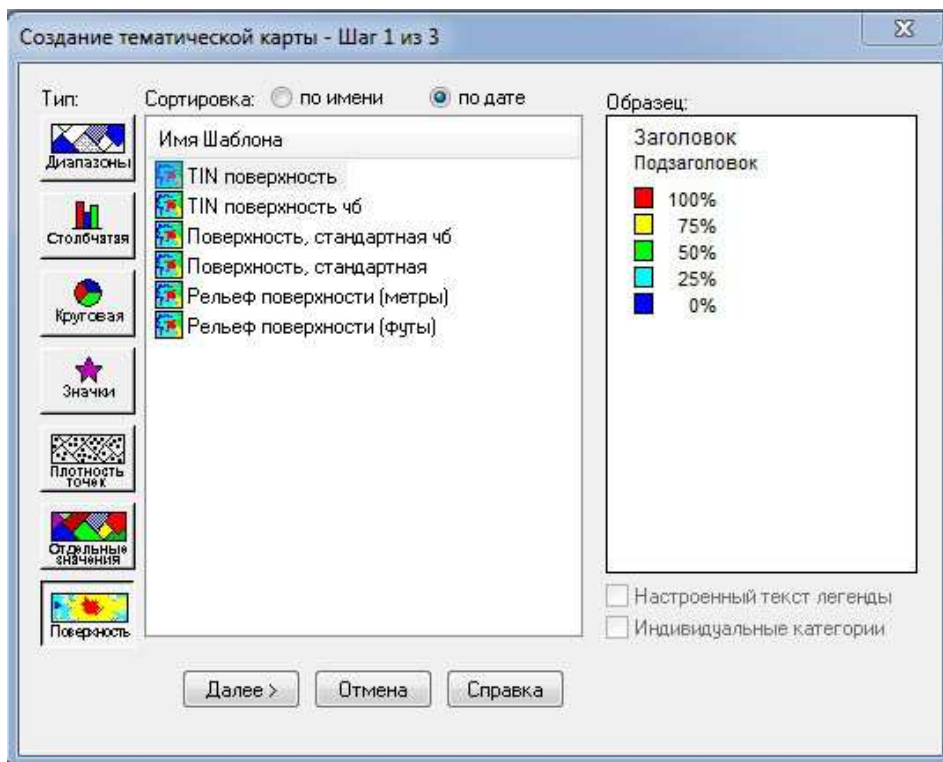 Создание тематической карты - Шаг 1 из 3
Тип:
Сортировка: по имени по дате
Образец:
Диапазоны
Столбчатая
Круговая
Значки
Плотность
точек
Отдельные
значения
Поверхность
Имя Шаблона
TIN поверхность
TIN поверхность чб
Поверхность, стандартная чб
Поверхность, стандартная
Рельеф поверхности (метры)
Рельеф поверхности (футы)
Заголовок
Подзаголовок
100%
75%
50%
25%
0%
Настроенный текст легенды
Индивидуальные категории
Далее >
Отмена
Справка